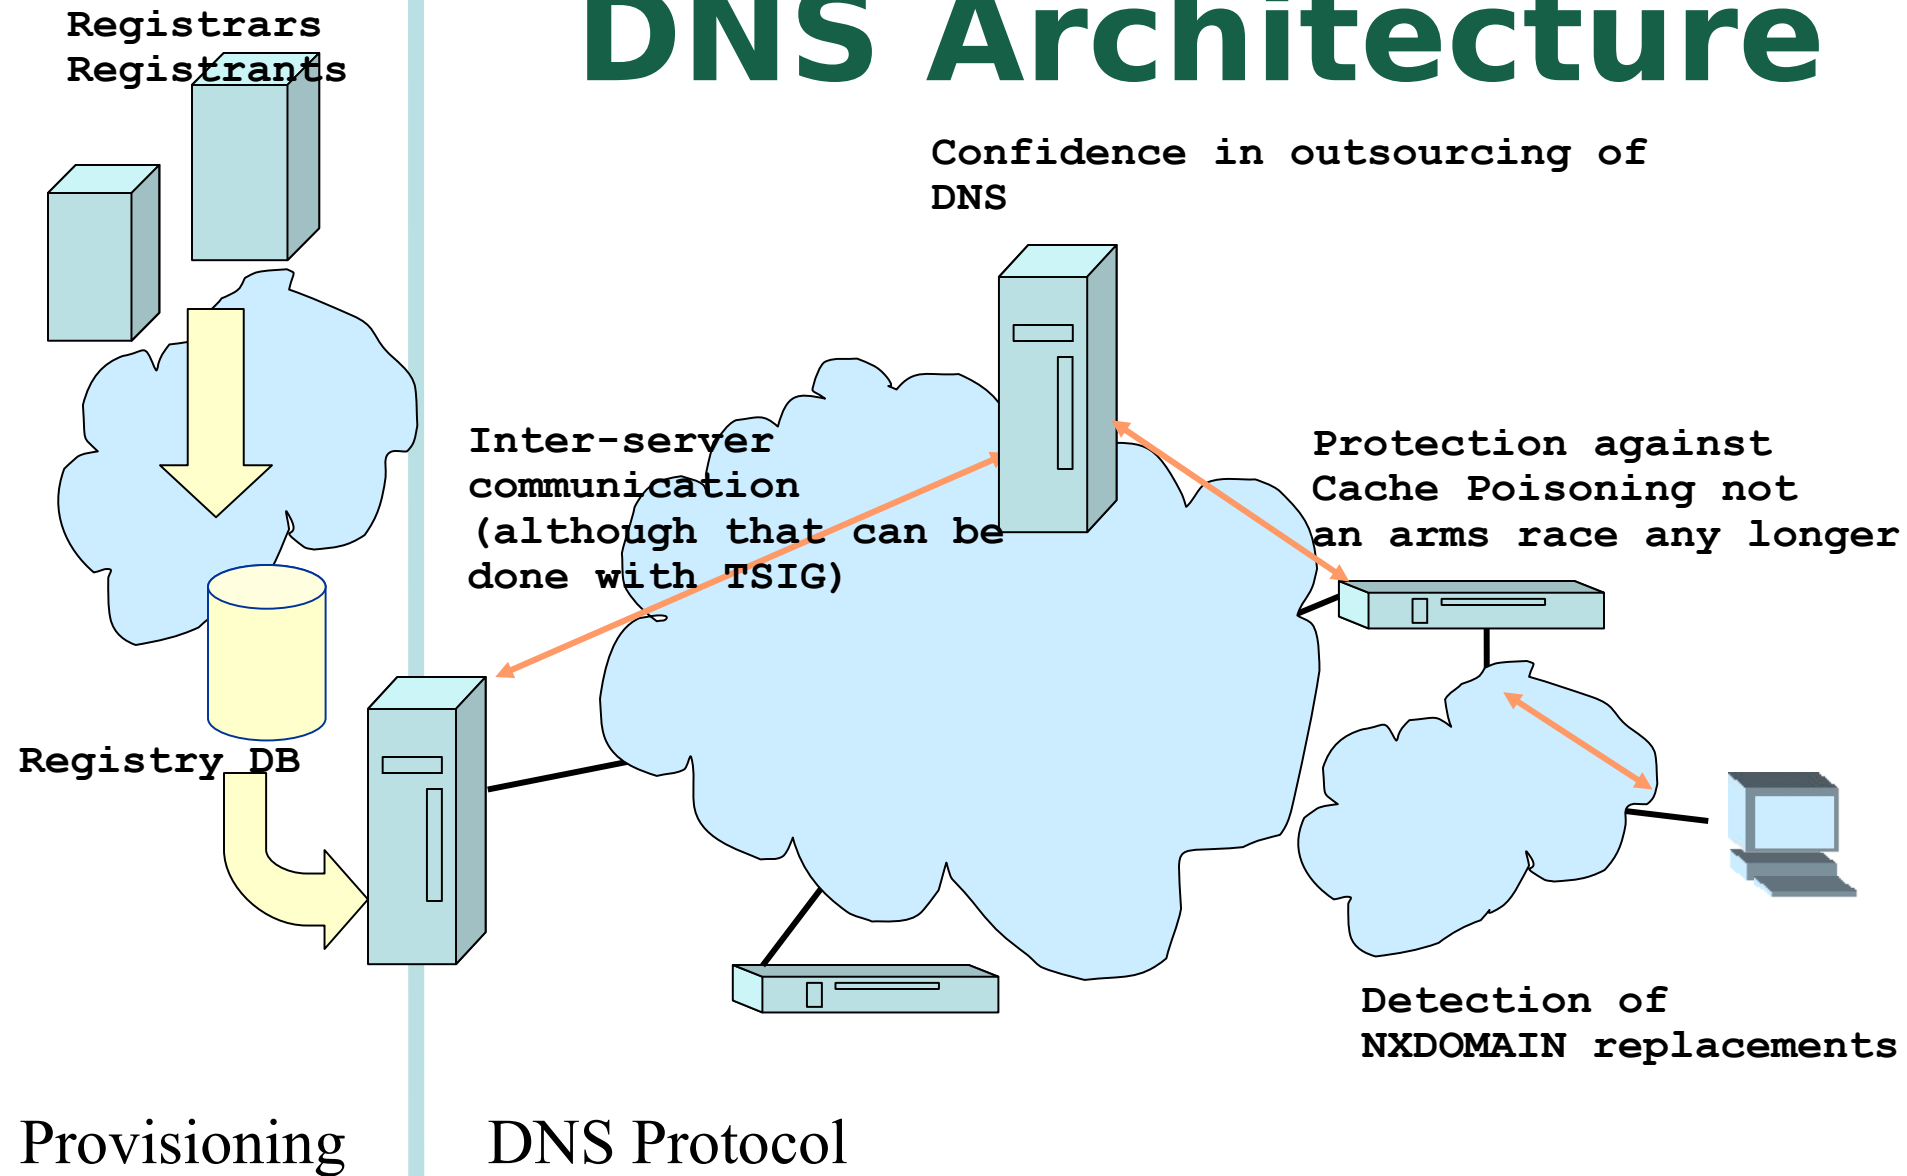 DNS Architecture
Registrars
Registrants
Confidence in outsourcing of
DNS
Inter-server
communication
(although that can be
done with TSIG)
Protection against
Cache Poisoning not
an arms race any longer
Registry DB
Detection of
NXDOMAIN replacements
Provisioning
DNS Protocol